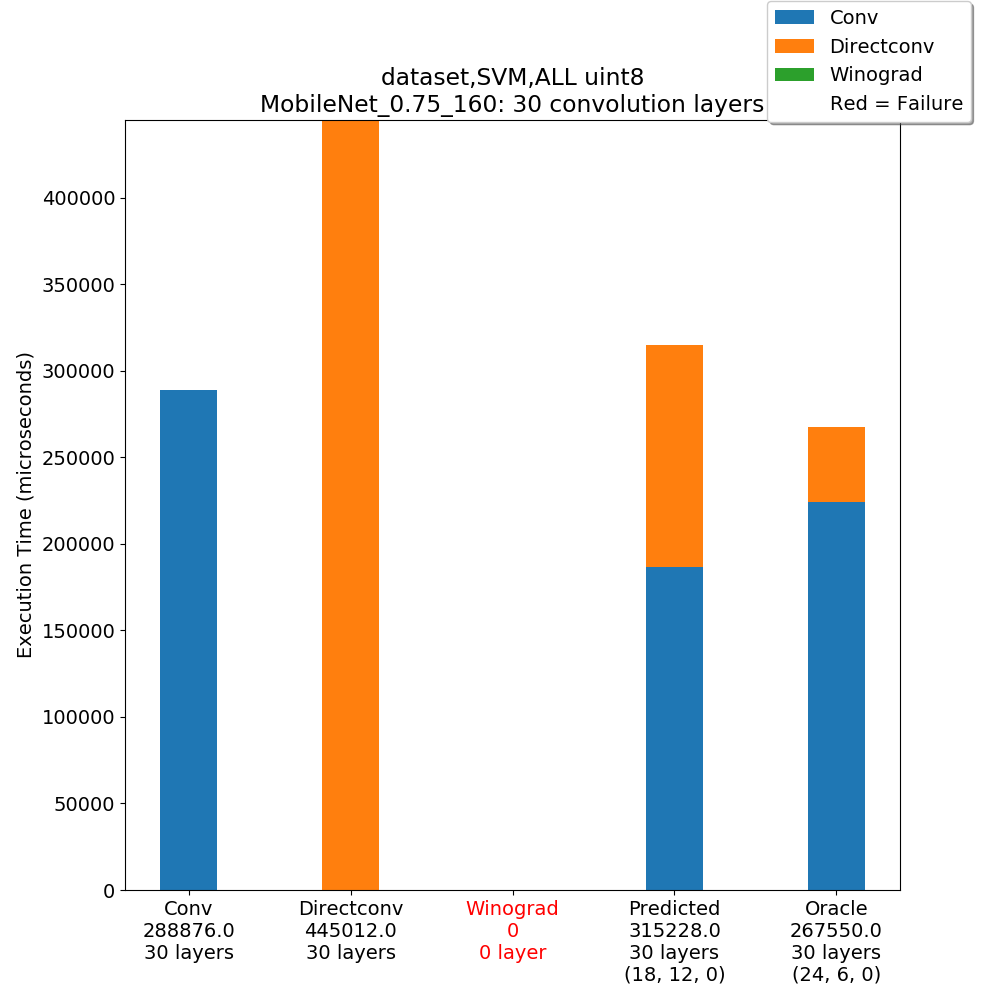 Conv
Directconv
Winograd
Red = Failure
dataset,SVM,ALL uint8
MobileNet_0.75_160: 30 convolution layers
Execution Time (microseconds)
400000
350000
300000
250000
200000
150000
100000
50000
0
Conv
288876.0
30 layers
Directconv
445012.0
30 layers
Winograd
0
0 layer
Predicted
315228.0
30 layers
(18, 12, 0)
Oracle
267550.0
30 layers
(24, 6, 0)